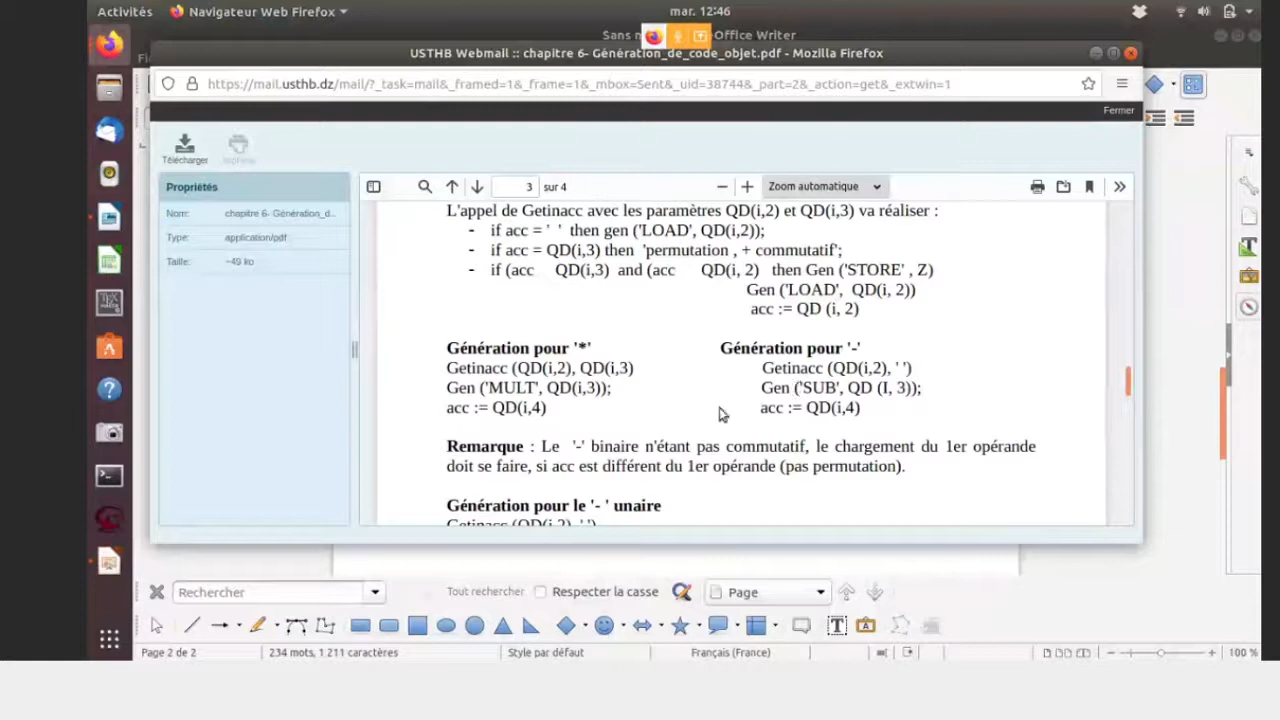 Activités Navigateur Web Firefox mar. 12:46
Sans Office Writer
USTHB Webmail :: chapitre 6- Génération_de_code_objet.pdf - Mozilla Firefox
https://mail.usthb.dz/mail/?_task=mail&_framed=1&_frame=1&_mbox=Sent&_uid=38744&_part=2&_action=get&_extwin=1
Fermer
Télécharger
Propriétés
3 sur 4 Zoom automatique
Nom: chapitre 6- Génération_d...
Type: application/pdf
Taille: ~49 ko
L'appel de Getinacc avec les paramètres QD(i,2) et QD(i,3) va réaliser :
- if acc = ' ' then gen ('LOAD', QD(i,2));
- if acc = QD(i,3) then 'permutation , + commutatif';
- if (acc QD(i,3) and (acc QD(i, 2) then Gen ('STORE' , Z)
Gen ('LOAD', QD(i, 2))
acc := QD (i, 2)
Génération pour '*' Génération pour '-'
Getinacc (QD(i,2), QD(i,3) Getinacc (QD(i,2), ' ')
Gen ('MULT', QD(i,3)); Gen ('SUB', QD (I, 3));
acc := QD(i,4) acc := QD(i,4)
Remarque : Le '-' binaire n'étant pas commutatif, le chargement du 1er opérande
doit se faire, si acc est différent du 1er opérande (pas permutation).
Génération pour le '- ' unaire
Getinacc (QD(i,2), ' ')
Rechercher Tout rechercher Respecter la casse Page
Page 2 de 2 234 mots, 1 211 caractères Style par défaut Français (France) 100 %